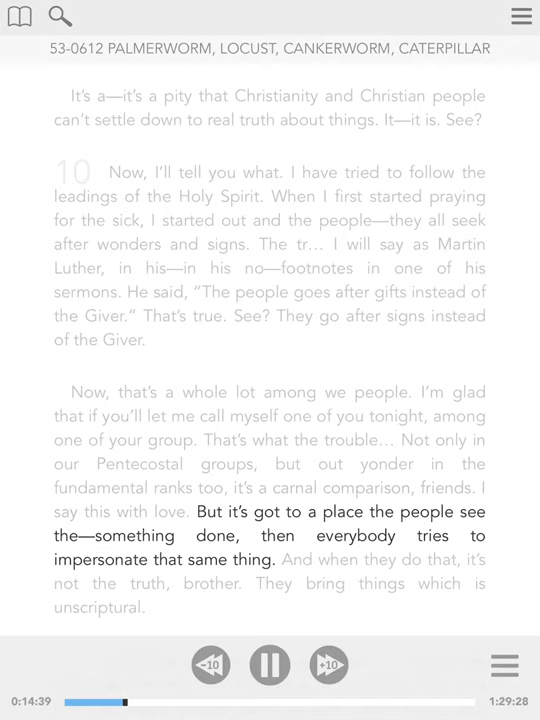 53-0612 PALMERWORM, LOCUST, CANKERWORM, CATERPILLAR
It's a—it's a pity that Christianity and Christian people
can't settle down to real truth about things. It—it is. See?
10 Now, I'll tell you what. I have tried to follow the
leadings of the Holy Spirit. When I first started praying
for the sick, I started out and the people—they all seek
after wonders and signs. The tr… I will say as Martin
Luther, in his—in his no—footnotes in one of his
sermons. He said, "The people goes after gifts instead of
the Giver." That's true. See? They go after signs instead
of the Giver.
Now, that's a whole lot among we people. I'm glad
that if you'll let me call myself one of you tonight, among
one of your group. That's what the trouble… Not only in
our Pentecostal groups, but out yonder in the
fundamental ranks too, it's a carnal comparison, friends. I
say this with love. But it's got to a place the people see
the—something done, then everybody tries to
impersonate that same thing. And when they do that, it's
not the truth, brother. They bring things which is
unscriptural.
-10 +10
0:14:39 1:29:28